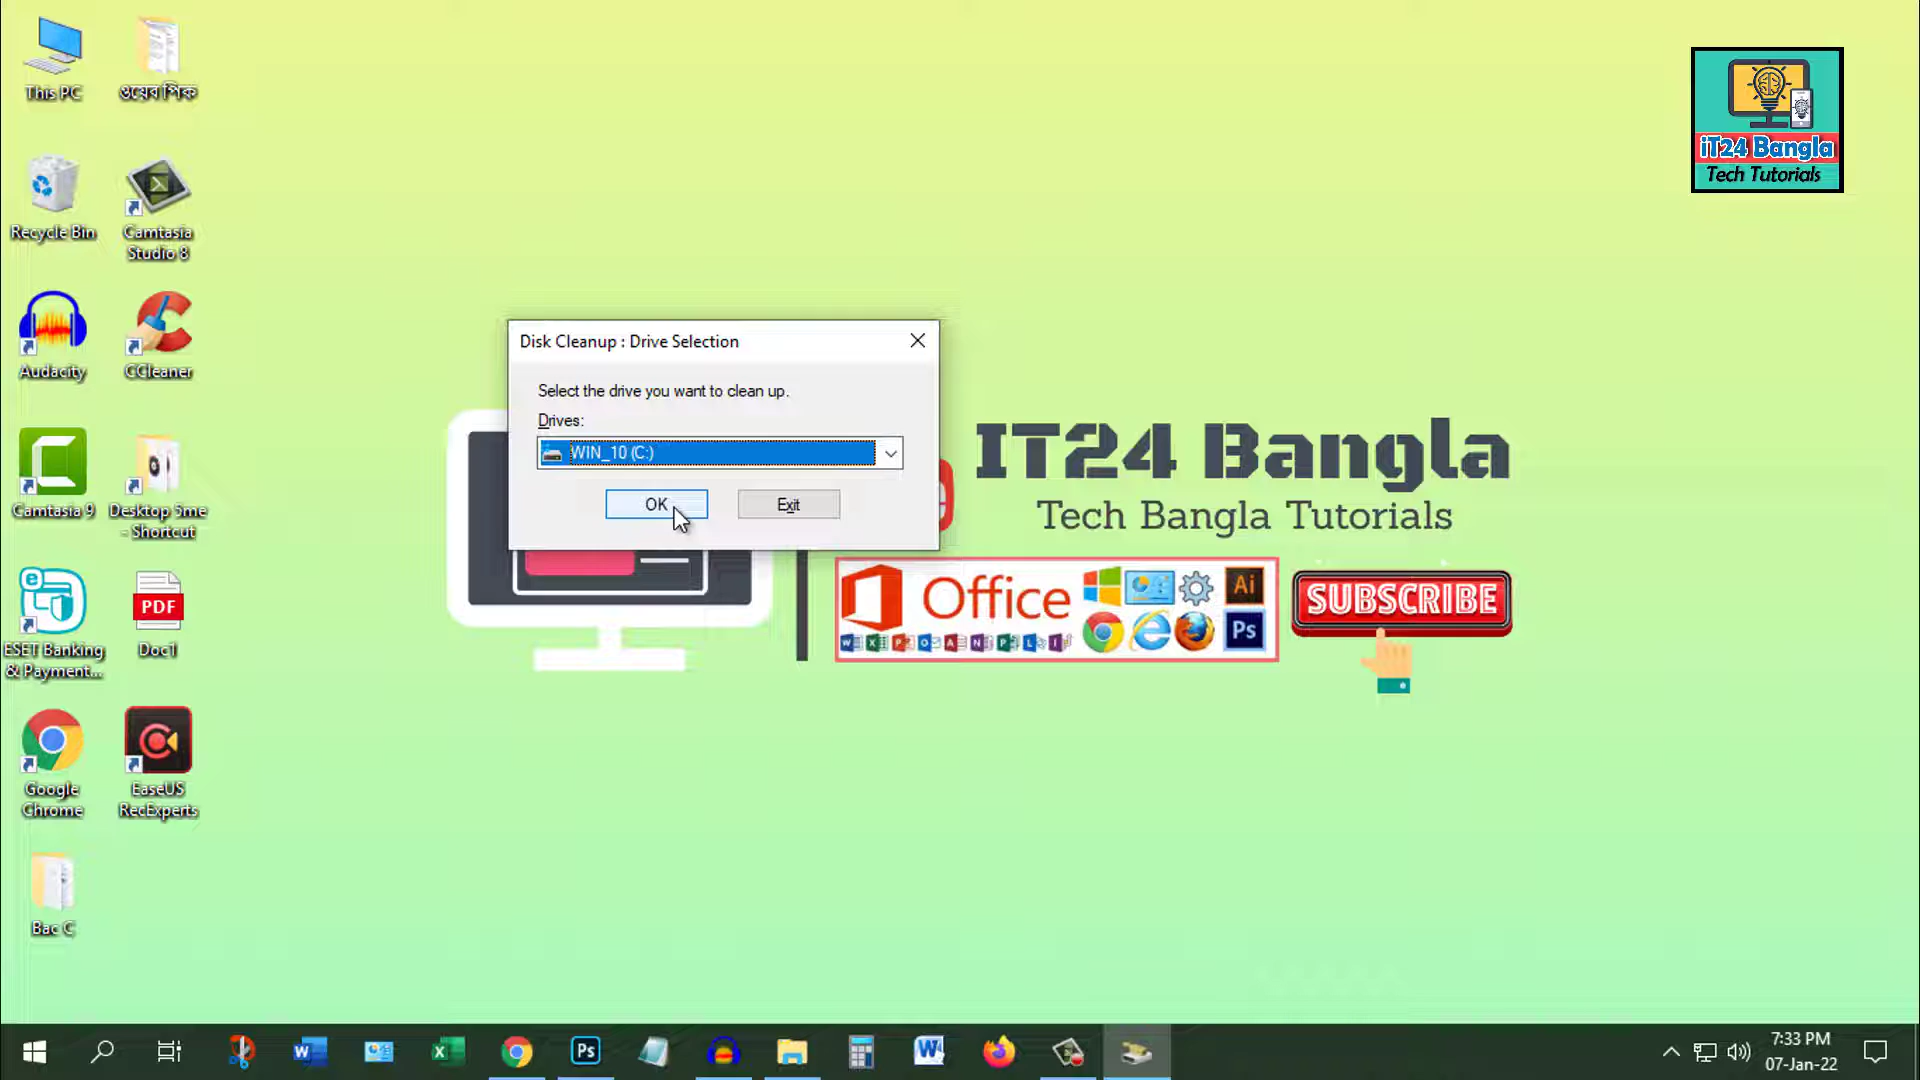 This PC
ওয়েব পিক
iT24 Bangla
Tech Tutorials
Recycle Bin
Camtasia
Studio 8
Audacity
CCleaner
Disk Cleanup : Drive Selection
Select the drive you want to clean up.
Drives:
WIN_10 (C:)
OK
Exit
IT24 Bangla
Tech Bangla Tutorials
Camtasia 9
Desktop 5me
- Shortcut
Office
Ai
Ps
SUBSCRIBE
ESET Banking
& Payment...
PDF
Doc1
Google
Chrome
EaseUS
RecExperts
Bac C
Ps
7:33 PM
07-Jan-22